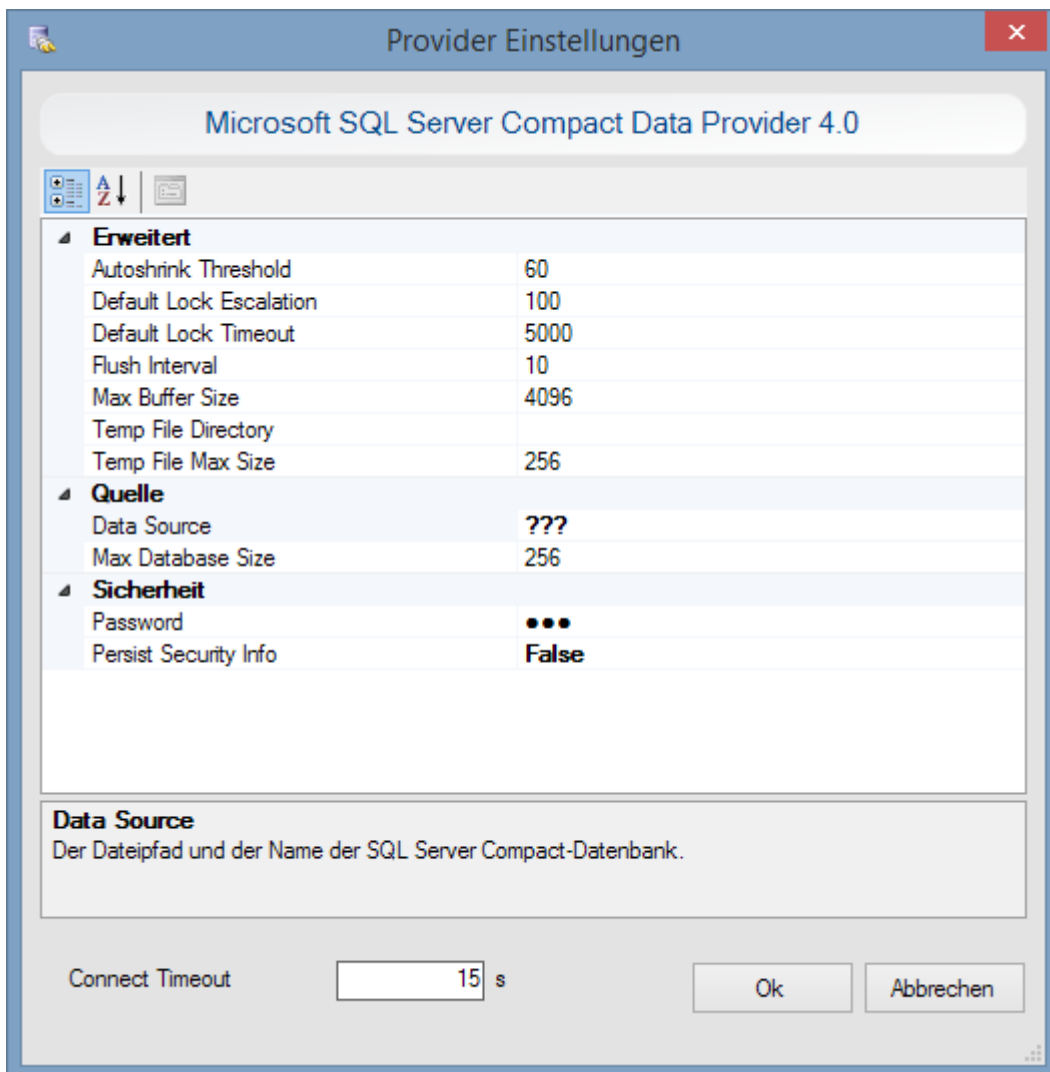 Provider Einstellungen
Microsoft SQL Server Compact Data Provider 4.0
Erweitert
Autoshrink Threshold 60
Default Lock Escalation 100
Default Lock Timeout 5000
Flush Interval 10
Max Buffer Size 4096
Temp File Directory
Temp File Max Size 256
Quelle
Data Source ???
Max Database Size 256
Sicherheit
Password •••
Persist Security Info False
Data Source
Der Dateipfad und der Name der SQL Server Compact-Datenbank.
Connect Timeout 15 s
Ok Abbrechen